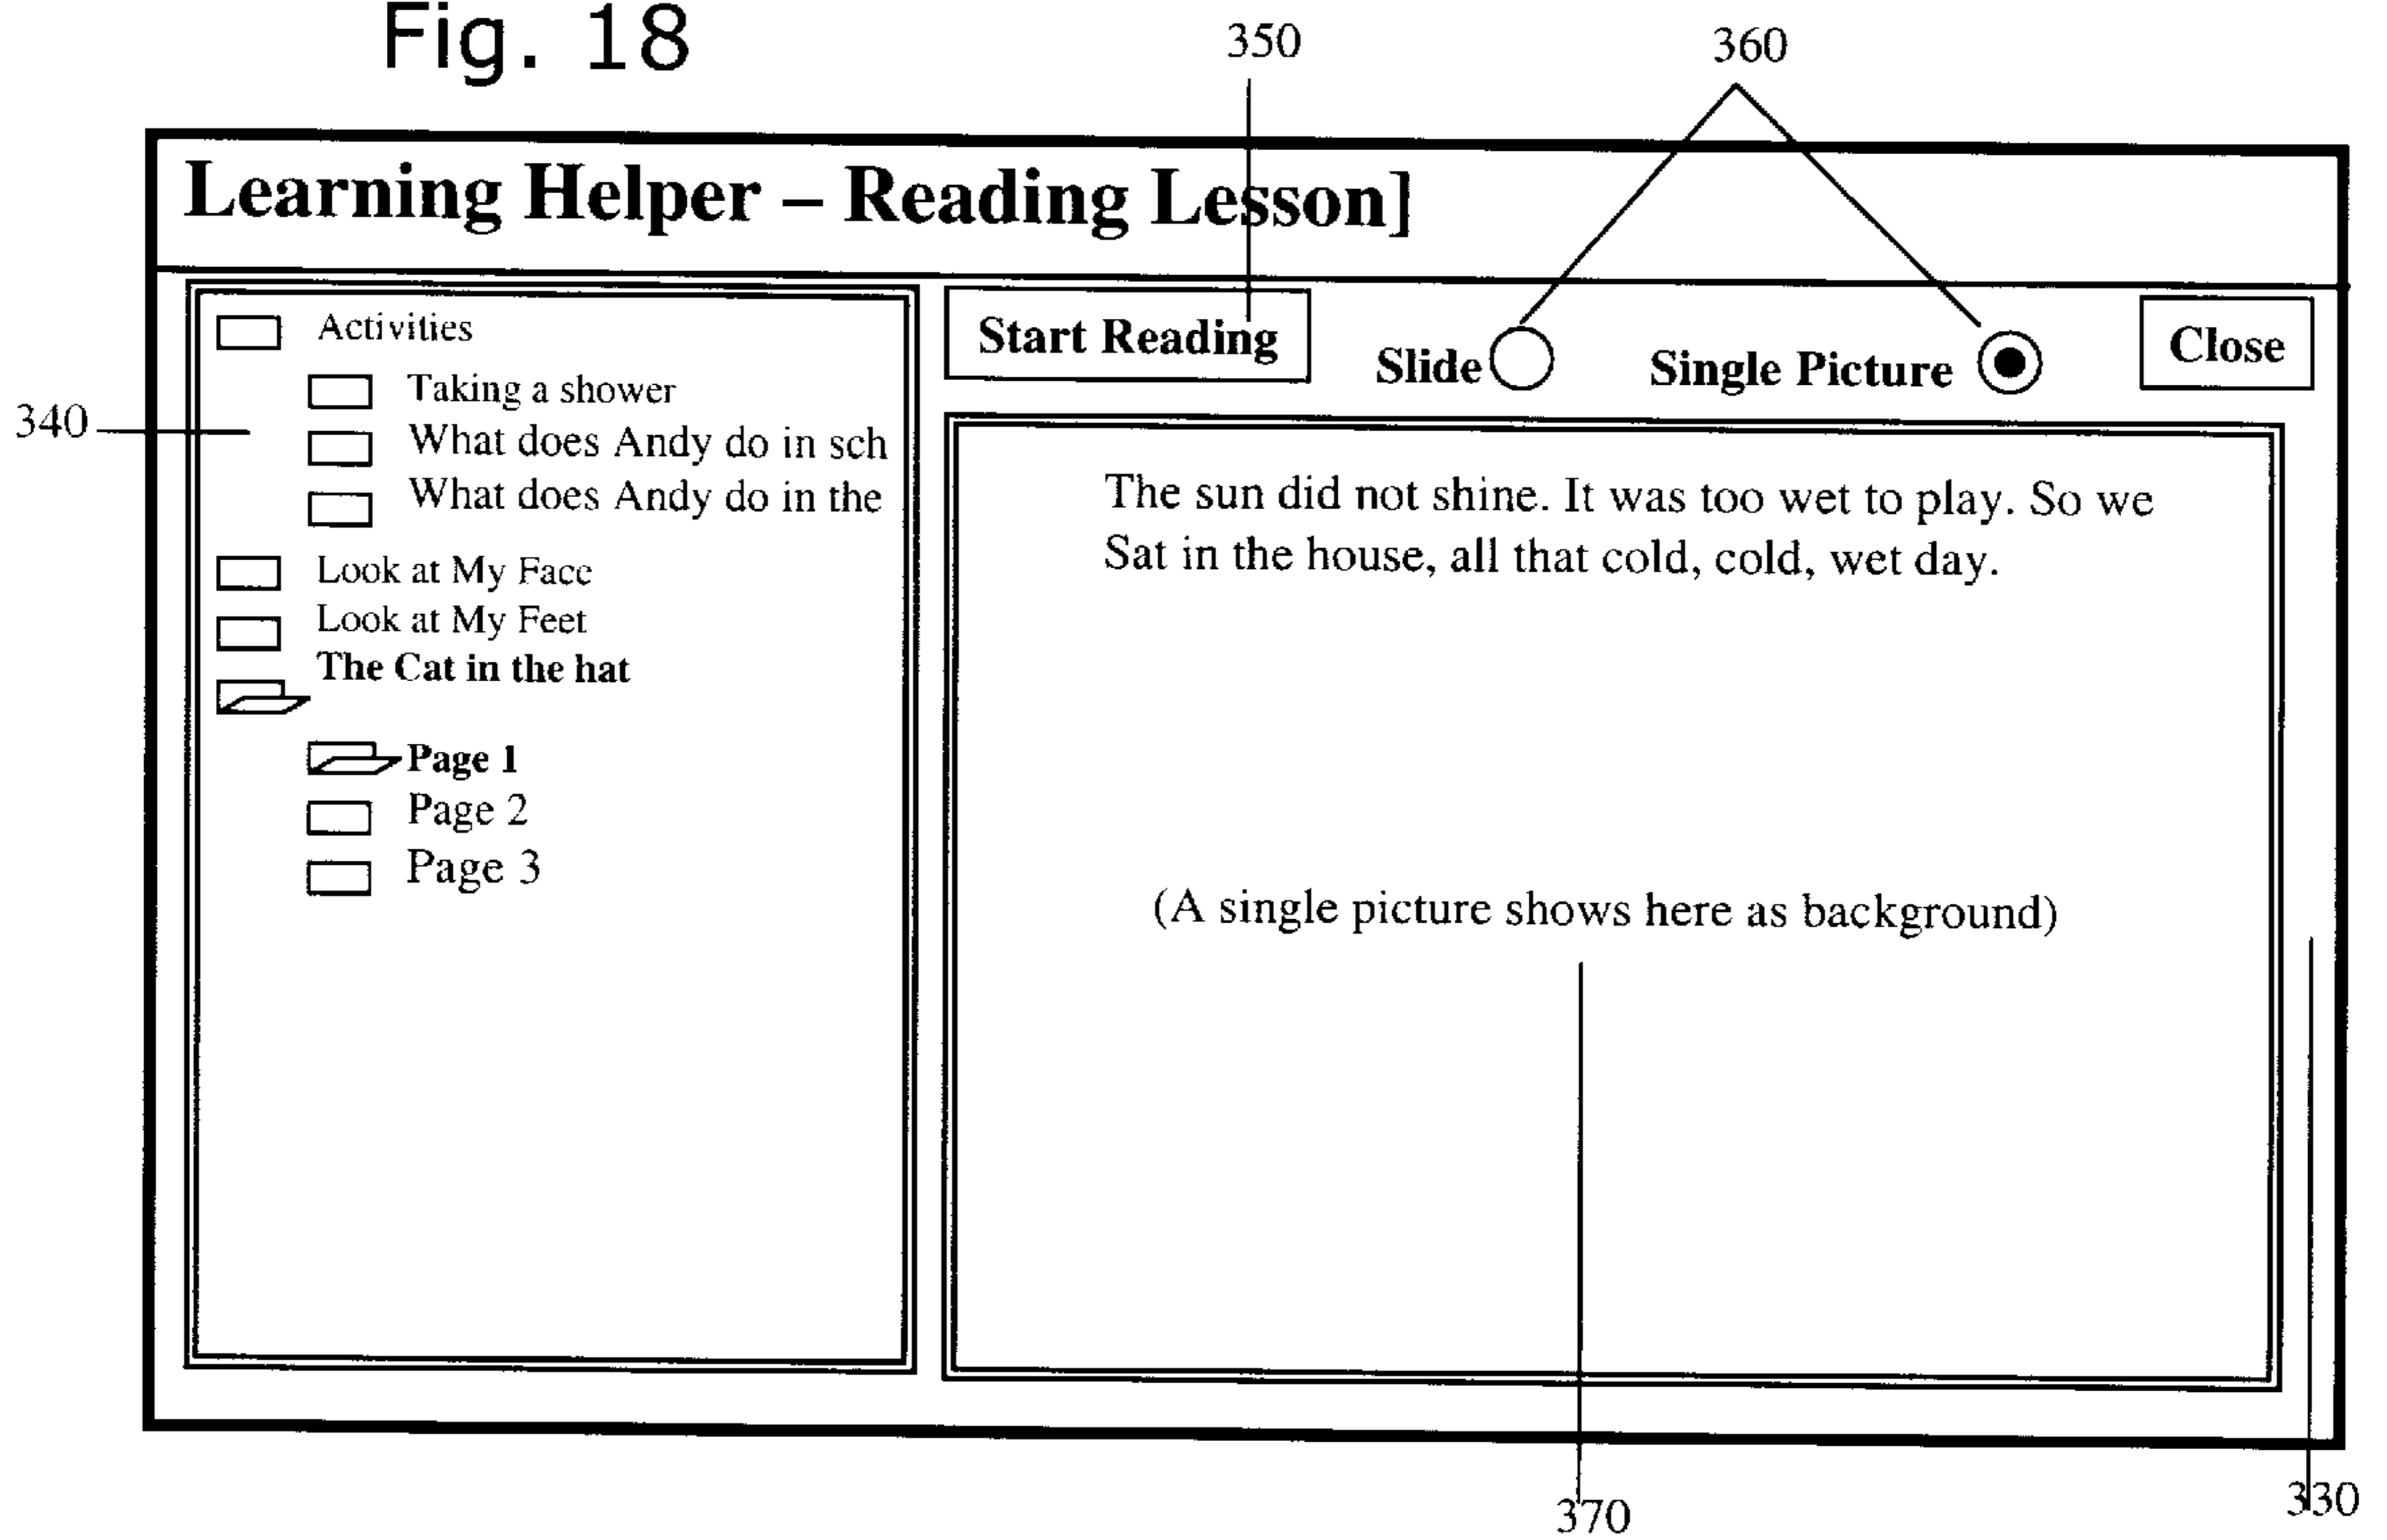 Fig. 18
350
360
Learning Helper – Reading Lesson]
Start Reading
Slide
Single Picture
Close
340
Activities
Taking a shower
What does Andy do in sch
What does Andy do in the
Look at My Face
Look at My Feet
The Cat in the hat
Page 1
Page 2
Page 3
The sun did not shine. It was too wet to play. So we
Sat in the house, all that cold, cold, wet day.
(A single picture shows here as background)
370
330